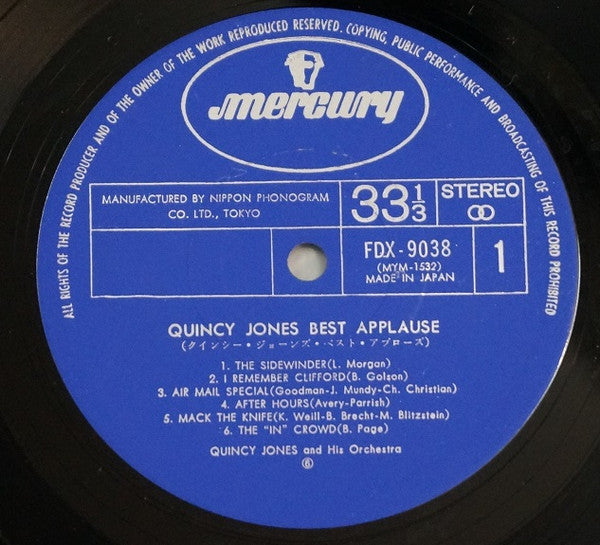 ALL RIGHTS OF THE RECORD PRODUCER AND OF THE OWNER OF THE WORK REPRODUCED RESERVED. COPYING, PUBLIC PERFORMANCE AND BROADCASTING OF THIS RECORD PROHIBITED
mercury
MANUFACTURED BY NIPPON PHONOGRAM
CO. LTD., TOKYO
33 1/3
STEREO
FDX-9038
(MYM-1532)
MADE IN JAPAN
1
QUINCY JONES BEST APPLAUSE
(クインシー・ジョーンズ・ベスト・アプローズ)
1. THE SIDEWINDER(L. Morgan)
2. I REMEMBER CLIFFORD(B. Golson)
3. AIR MAIL SPECIAL(Goodman-J. Mundy-Ch. Christian)
4. AFTER HOURS(Avery-Parrish)
5. MACK THE KNIFE(K. Weill-B. Brecht-M. Blitzstein)
6. THE "IN" CROWD(B. Page)
QUINCY JONES and His Orchestra
⑥